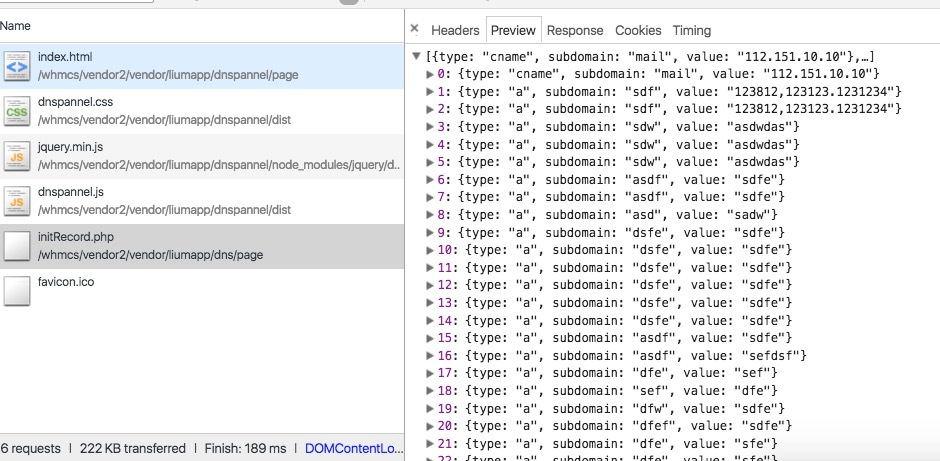 Name
index.html
/whmcs/vendor2/vendor/liumapp/dnspannel/page
dnspannel.css
/whmcs/vendor2/vendor/liumapp/dnspannel/dist
jquery.min.js
/whmcs/vendor2/vendor/liumapp/dnspannel/node_modules/jquery/d..
dnspannel.js
/whmcs/vendor2/vendor/liumapp/dnspannel/dist
initRecord.php
/whmcs/vendor2/vendor/liumapp/dns/page
favicon.ico
6 requests | 222 KB transferred | Finish: 189 ms | DOMContentLo...
× Headers Preview Response Cookies Timing
▼[{type: "cname", subdomain: "mail", value: "112.151.10.10"},…]
▶0: {type: "cname", subdomain: "mail", value: "112.151.10.10"}
▶1: {type: "a", subdomain: "sdf", value: "123812,123123.1231234"}
▶2: {type: "a", subdomain: "sdf", value: "123812,123123.1231234"}
▶3: {type: "a", subdomain: "sdw", value: "asdwdas"}
▶4: {type: "a", subdomain: "sdw", value: "asdwdas"}
▶5: {type: "a", subdomain: "sdw", value: "asdwdas"}
▶6: {type: "a", subdomain: "asdf", value: "sdfe"}
▶7: {type: "a", subdomain: "asdf", value: "sdfe"}
▶8: {type: "a", subdomain: "asd", value: "sadw"}
▶9: {type: "a", subdomain: "dsfe", value: "sdfe"}
▶10: {type: "a", subdomain: "dsfe", value: "sdfe"}
▶11: {type: "a", subdomain: "dsfe", value: "sdfe"}
▶12: {type: "a", subdomain: "dsfe", value: "sdfe"}
▶13: {type: "a", subdomain: "dsfe", value: "sdfe"}
▶14: {type: "a", subdomain: "dsfe", value: "sdfe"}
▶15: {type: "a", subdomain: "asdf", value: "sdfe"}
▶16: {type: "a", subdomain: "asdf", value: "sefdsf"}
▶17: {type: "a", subdomain: "dfe", value: "sef"}
▶18: {type: "a", subdomain: "sef", value: "dfe"}
▶19: {type: "a", subdomain: "dfw", value: "sdfe"}
▶20: {type: "a", subdomain: "dfef", value: "sdfe"}
▶21: {type: "a", subdomain: "dfe", value: "sfe"}
▶22: {type: "a", subdomain: "dfe", value: "sfe"}